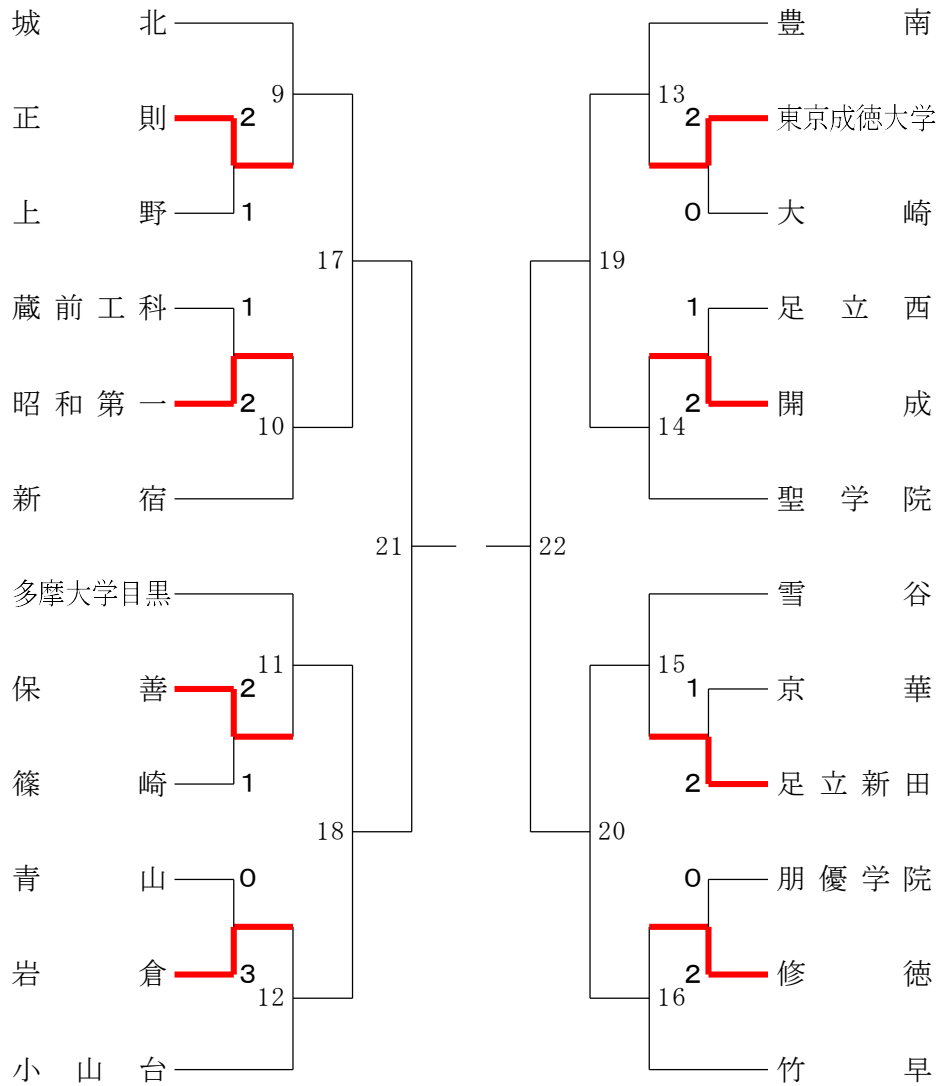 城北
豊南
9
13
正則
2
2
東京成徳大学
上野
1
0
大崎
17
19
蔵前工科
1
1
足立西
昭和第一
2
2
開成
10
14
新宿
聖学院
21
22
多摩大学目黒
雪谷
11
15
保善
2
1
京華
篠崎
1
2
足立新田
18
20
青山
0
0
朋優学院
岩倉
3
2
修徳
12
16
小山台
竹早